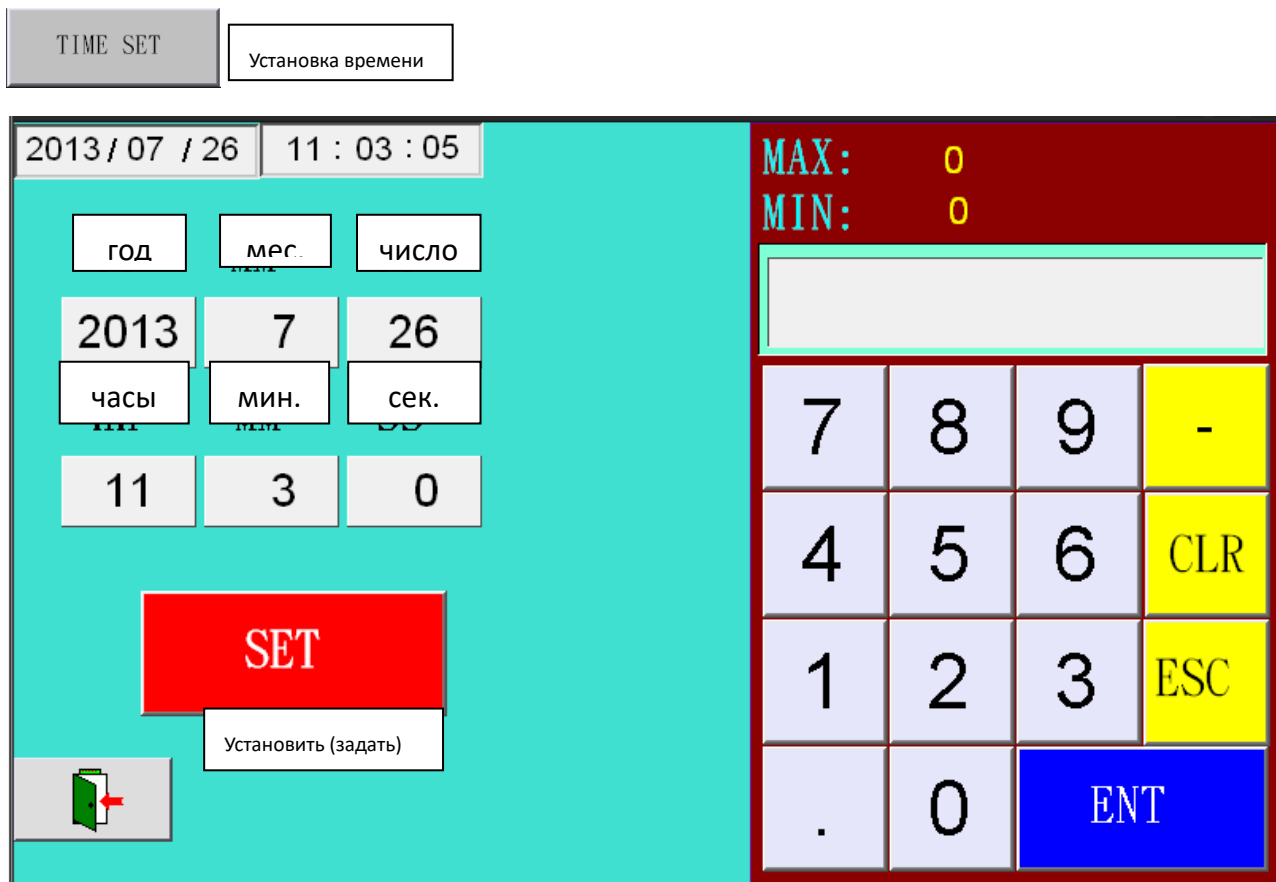 TIME SET
Установка времени
2013 / 07 / 26 11 : 03 : 05
год мес. число
2013 7 26
часы мин. сек.
11 3 0
SET
Установить (задать)
MAX: 0
MIN: 0
7 8 9 -
4 5 6 CLR
1 2 3 ESC
. 0 ENT